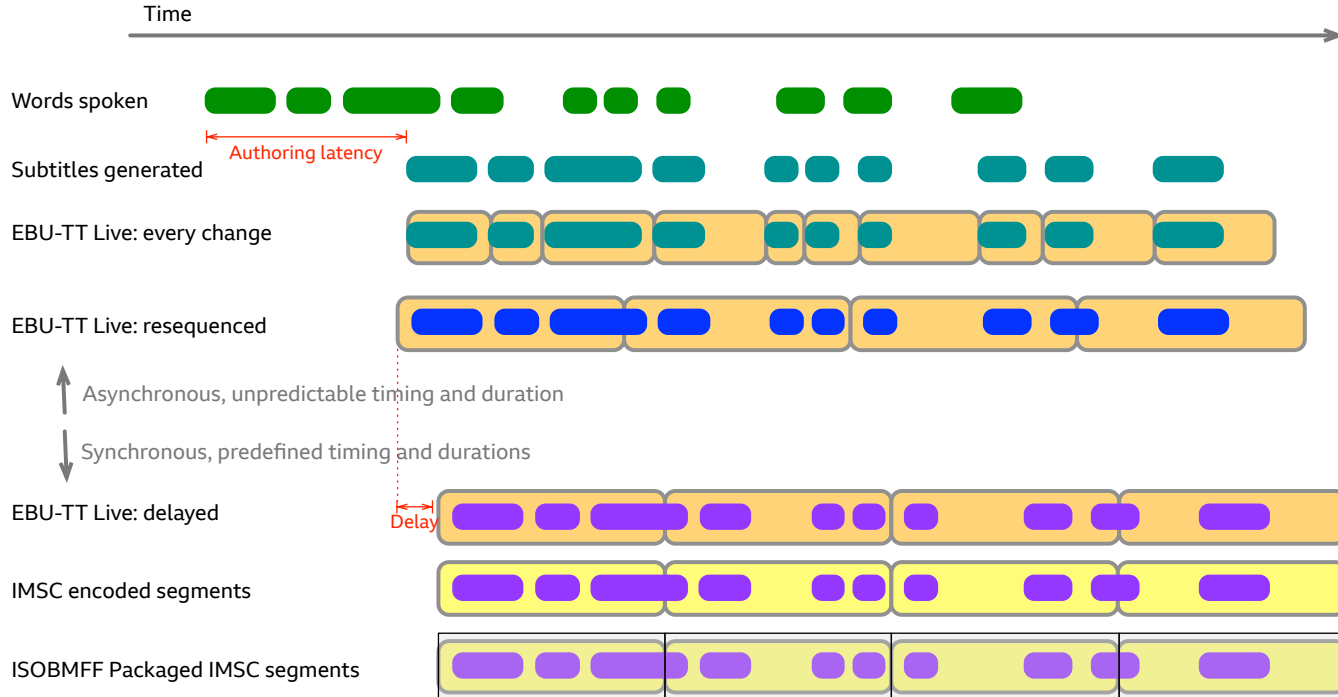 Time
Words spoken
Authoring latency
Subtitles generated
EBU-TT Live: every change
EBU-TT Live: resequenced
Asynchronous, unpredictable timing and duration
Synchronous, predefined timing and durations
EBU-TT Live: delayed
Delay
IMSC encoded segments
ISOBMFF Packaged IMSC segments